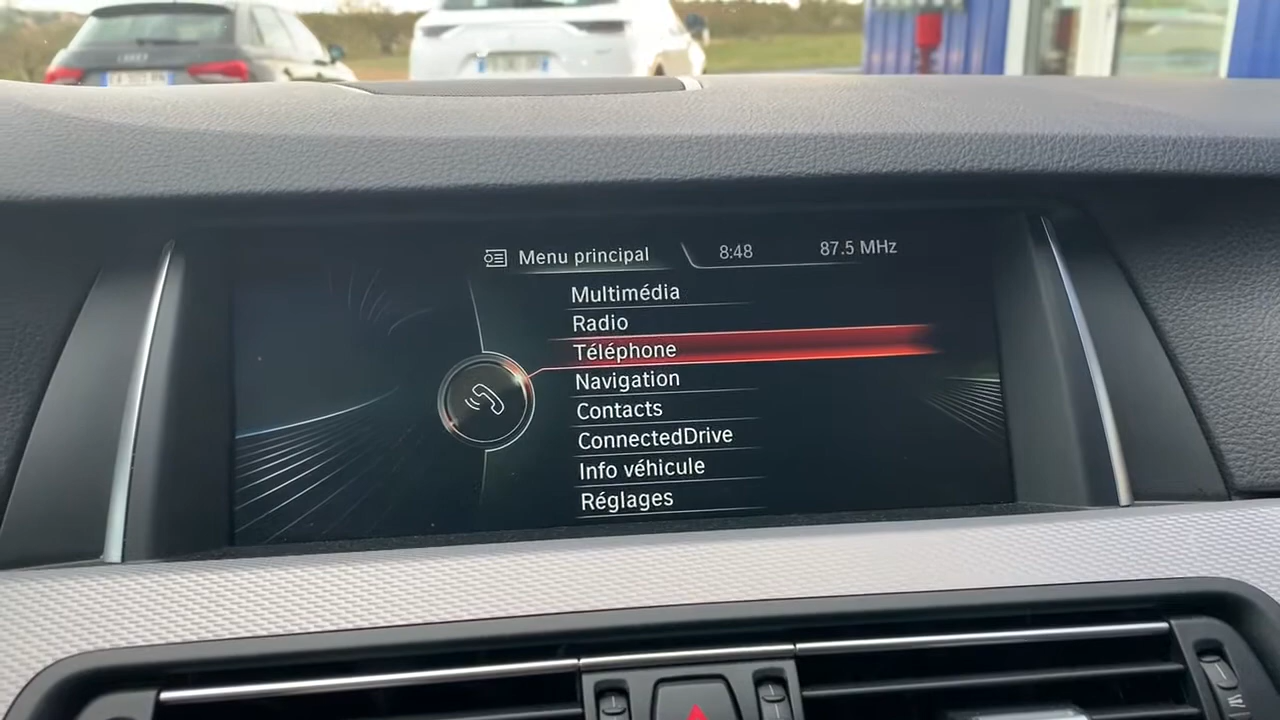 Menu principal 8:48 87.5 MHz
Multimédia
Radio
Téléphone
Navigation
Contacts
ConnectedDrive
Info véhicule
Réglages